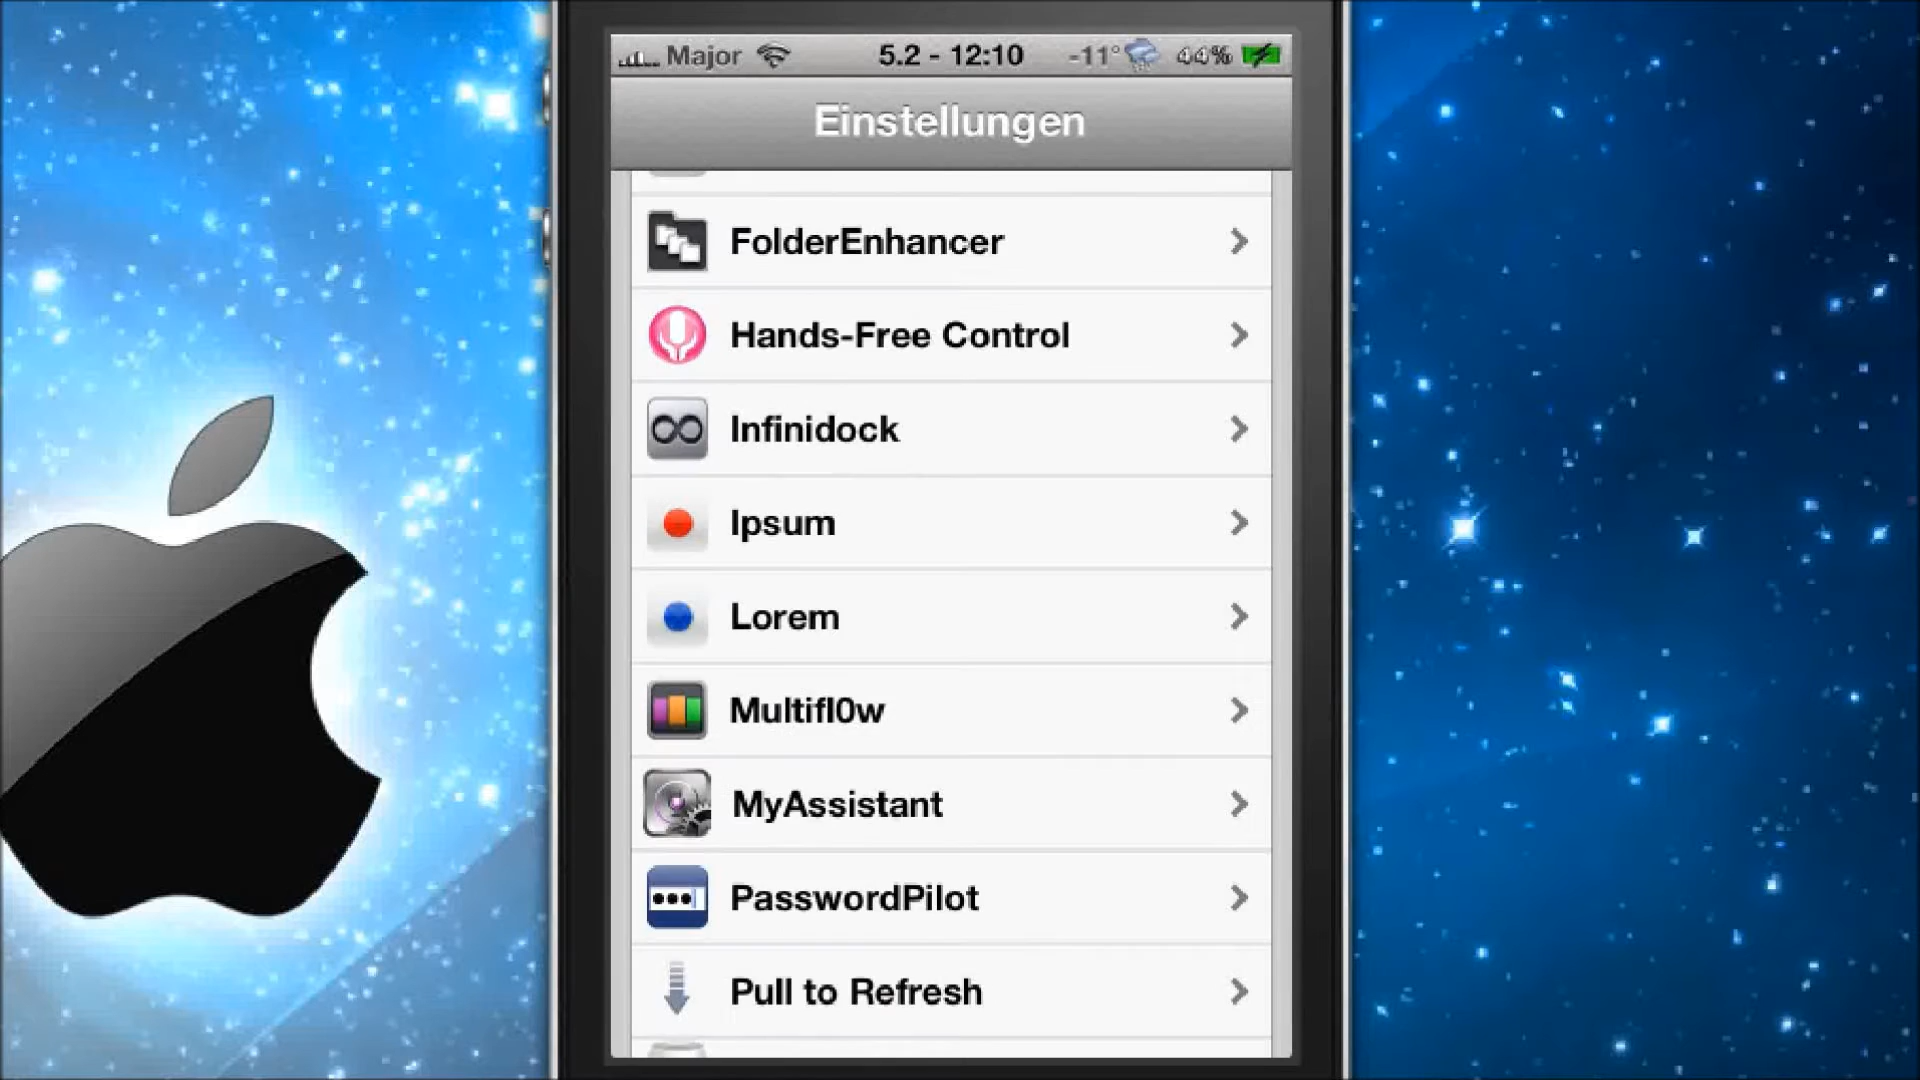 Major 5.2 - 12:10 -11° 44%
Einstellungen
FolderEnhancer
Hands-Free Control
Infinidock
Ipsum
Lorem
Multifl0w
MyAssistant
PasswordPilot
Pull to Refresh